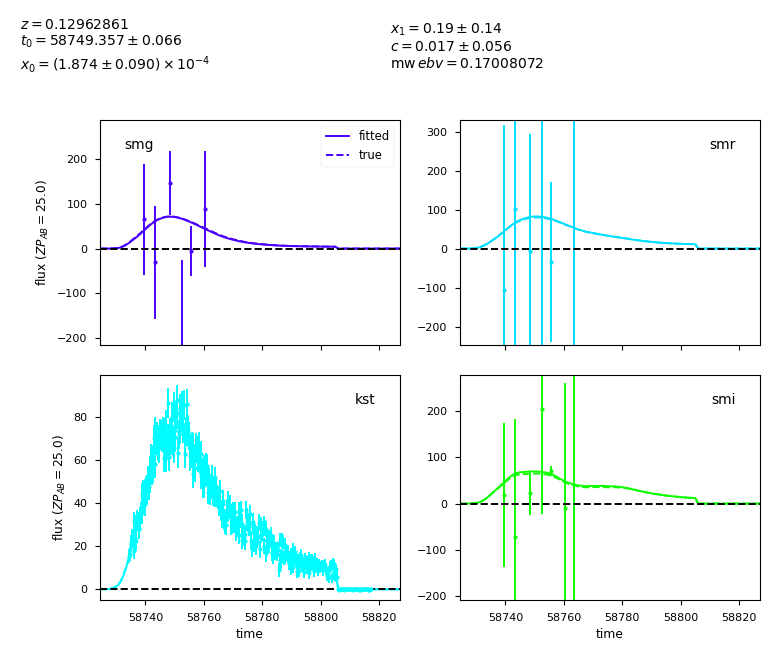 z = 0.12962861
t₀ = 58749.357 ± 0.066
x₀ = (1.874 ± 0.090) × 10⁻⁴
x₁ = 0.19 ± 0.14
c = 0.017 ± 0.056
mw ebv = 0.17008072
smg
fitted
true
flux (ZP_AB = 25.0)
200
100
0
−100
−200
smr
300
200
100
0
−100
−200
kst
flux (ZP_AB = 25.0)
80
60
40
20
0
58740 58760 58780 58800 58820
time
smi
200
100
0
−100
−200
58740 58760 58780 58800 58820
time